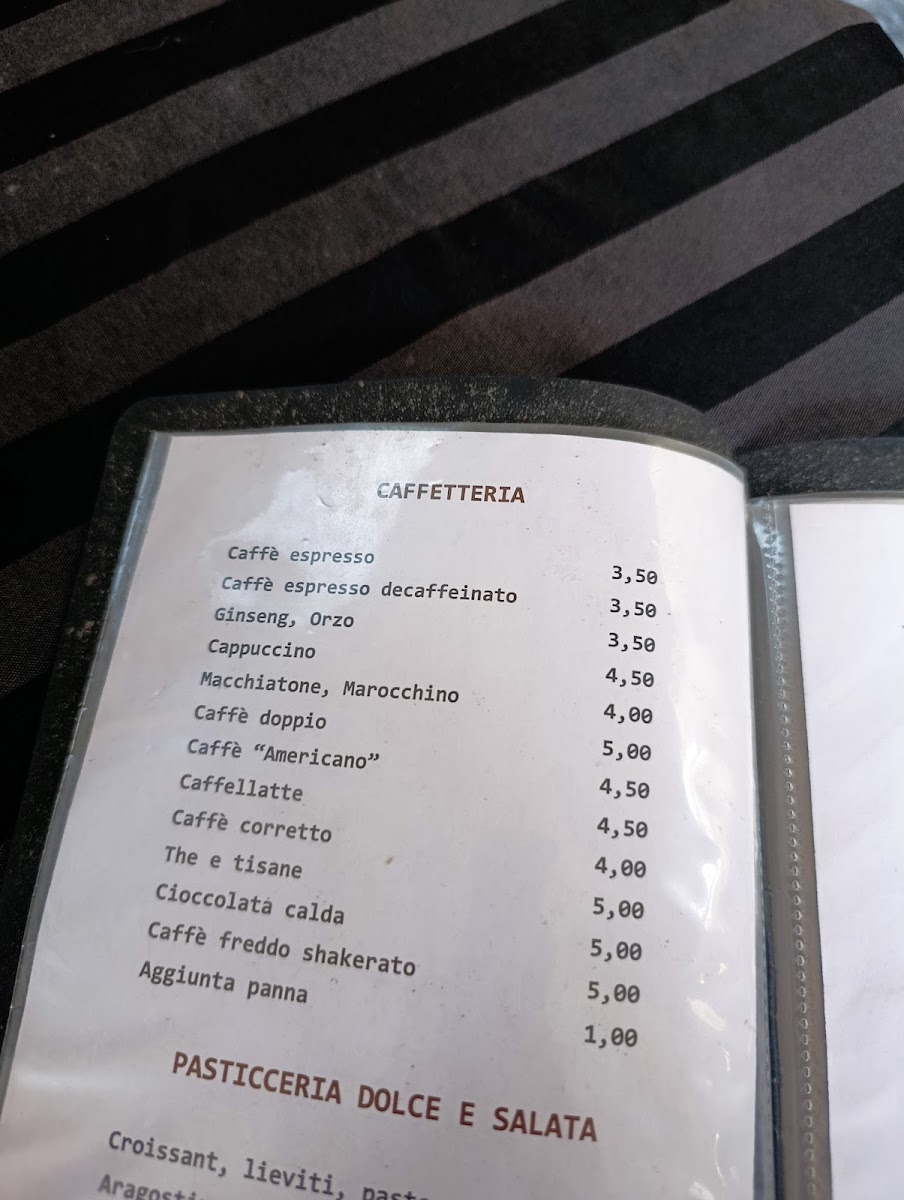 CAFFETTERIA
Caffè espresso 3,50
Caffè espresso decaffeinato 3,50
Ginseng, Orzo 3,50
Cappuccino 4,50
Macchiatone, Marocchino 4,00
Caffè doppio 5,00
Caffè “Americano” 4,50
Caffellatte 4,50
Caffè corretto 4,00
The e tisane 5,00
Cioccolata calda 5,00
Caffè freddo shakerato 5,00
Aggiunta panna 1,00
PASTICCERIA DOLCE E SALATA
Croissant, lieviti,